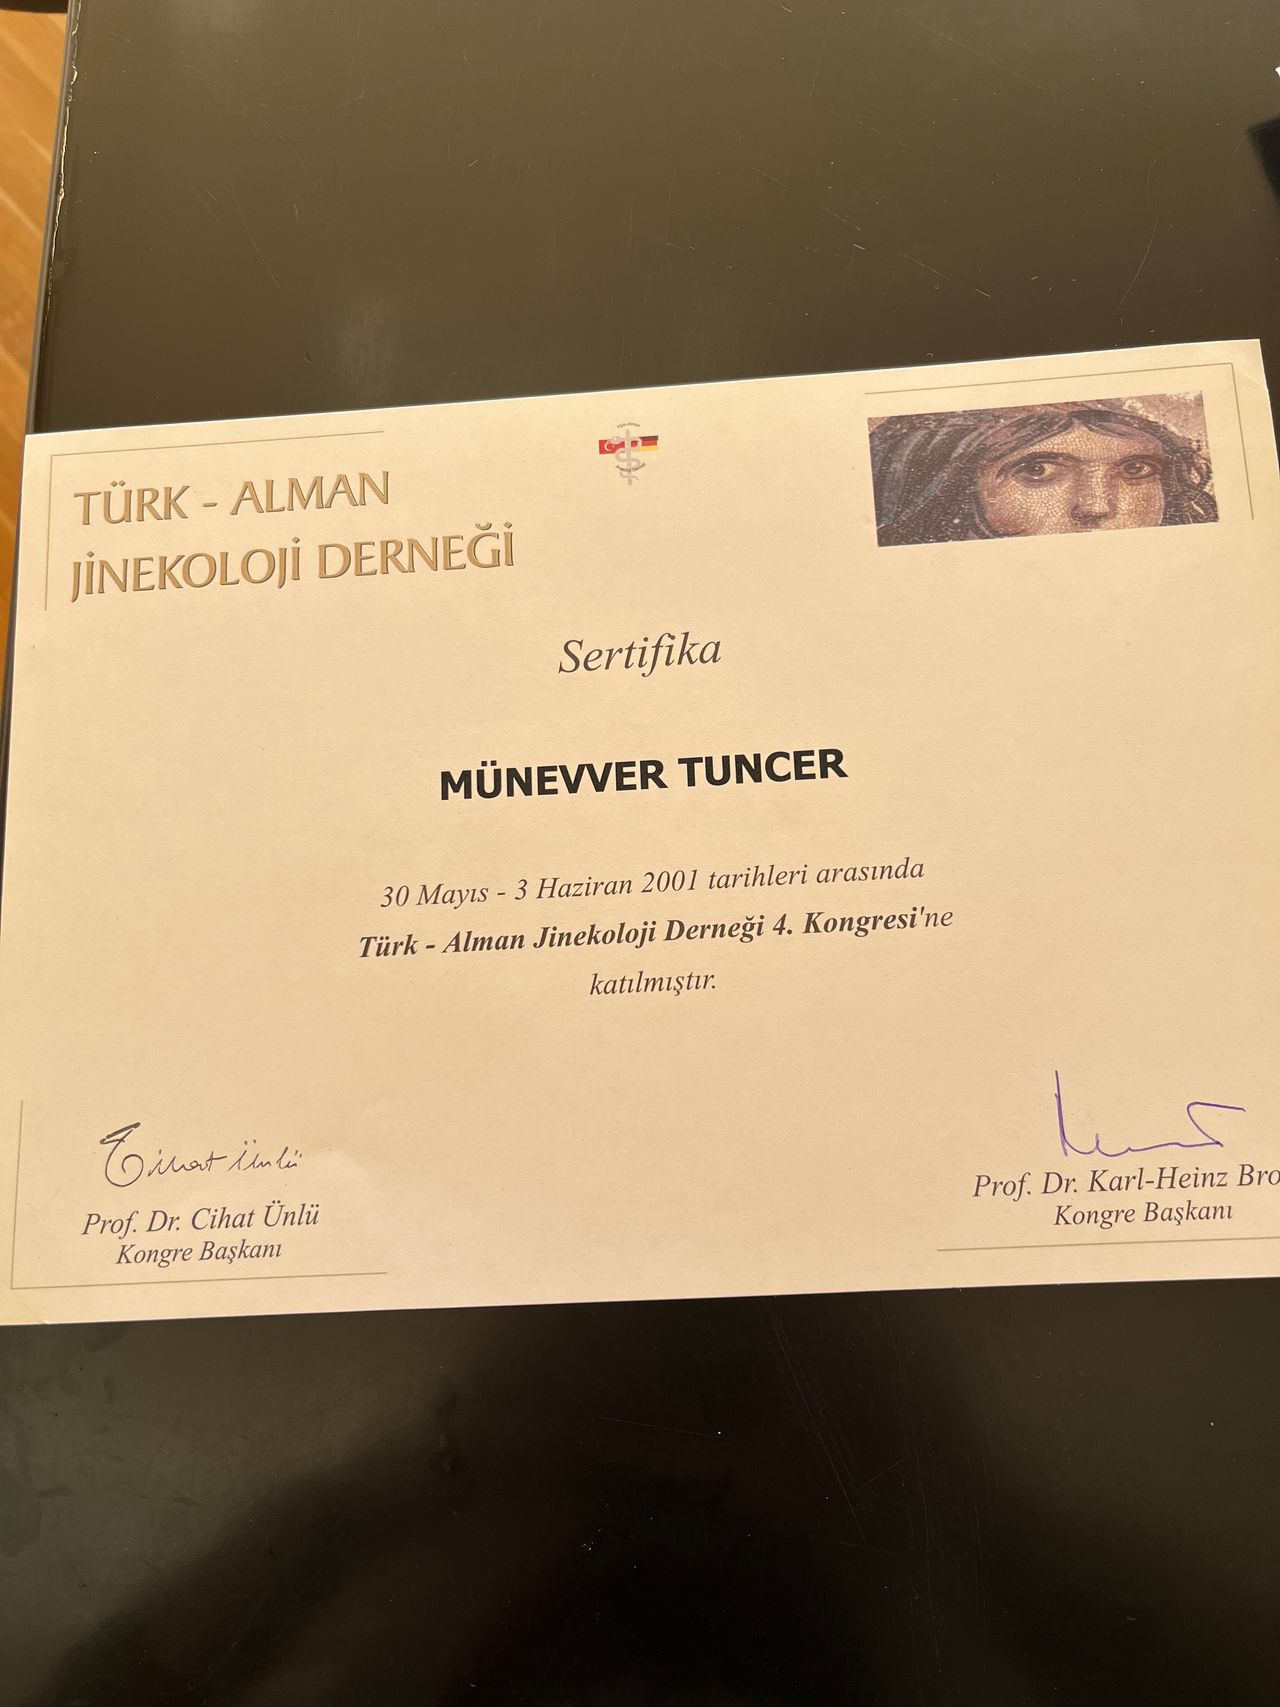 TÜRK - ALMAN
JİNEKOLOJİ DERNEĞİ
Sertifika
MÜNEVVER TUNCER
30 Mayıs - 3 Haziran 2001 tarihleri arasında
Türk - Alman Jinekoloji Derneği 4. Kongresi'ne
katılmıştır.
Cihat Ünlü
Prof. Dr. Cihat Ünlü
Kongre Başkanı
Prof. Dr. Karl-Heinz Bro
Kongre Başkanı